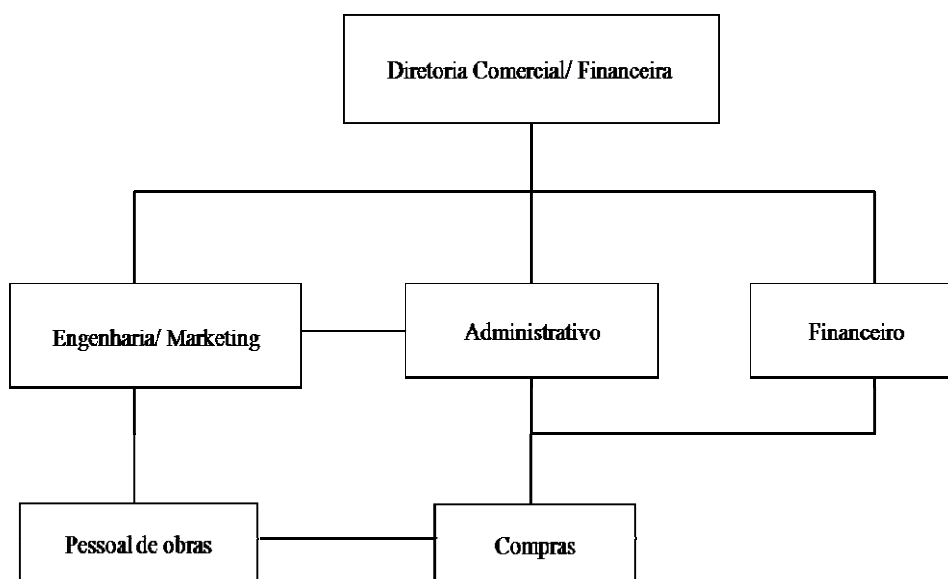 Diretoria Comercial/ Financeira
Engenharia/ Marketing
Administrativo
Financeiro
Pessoal de obras
Compras